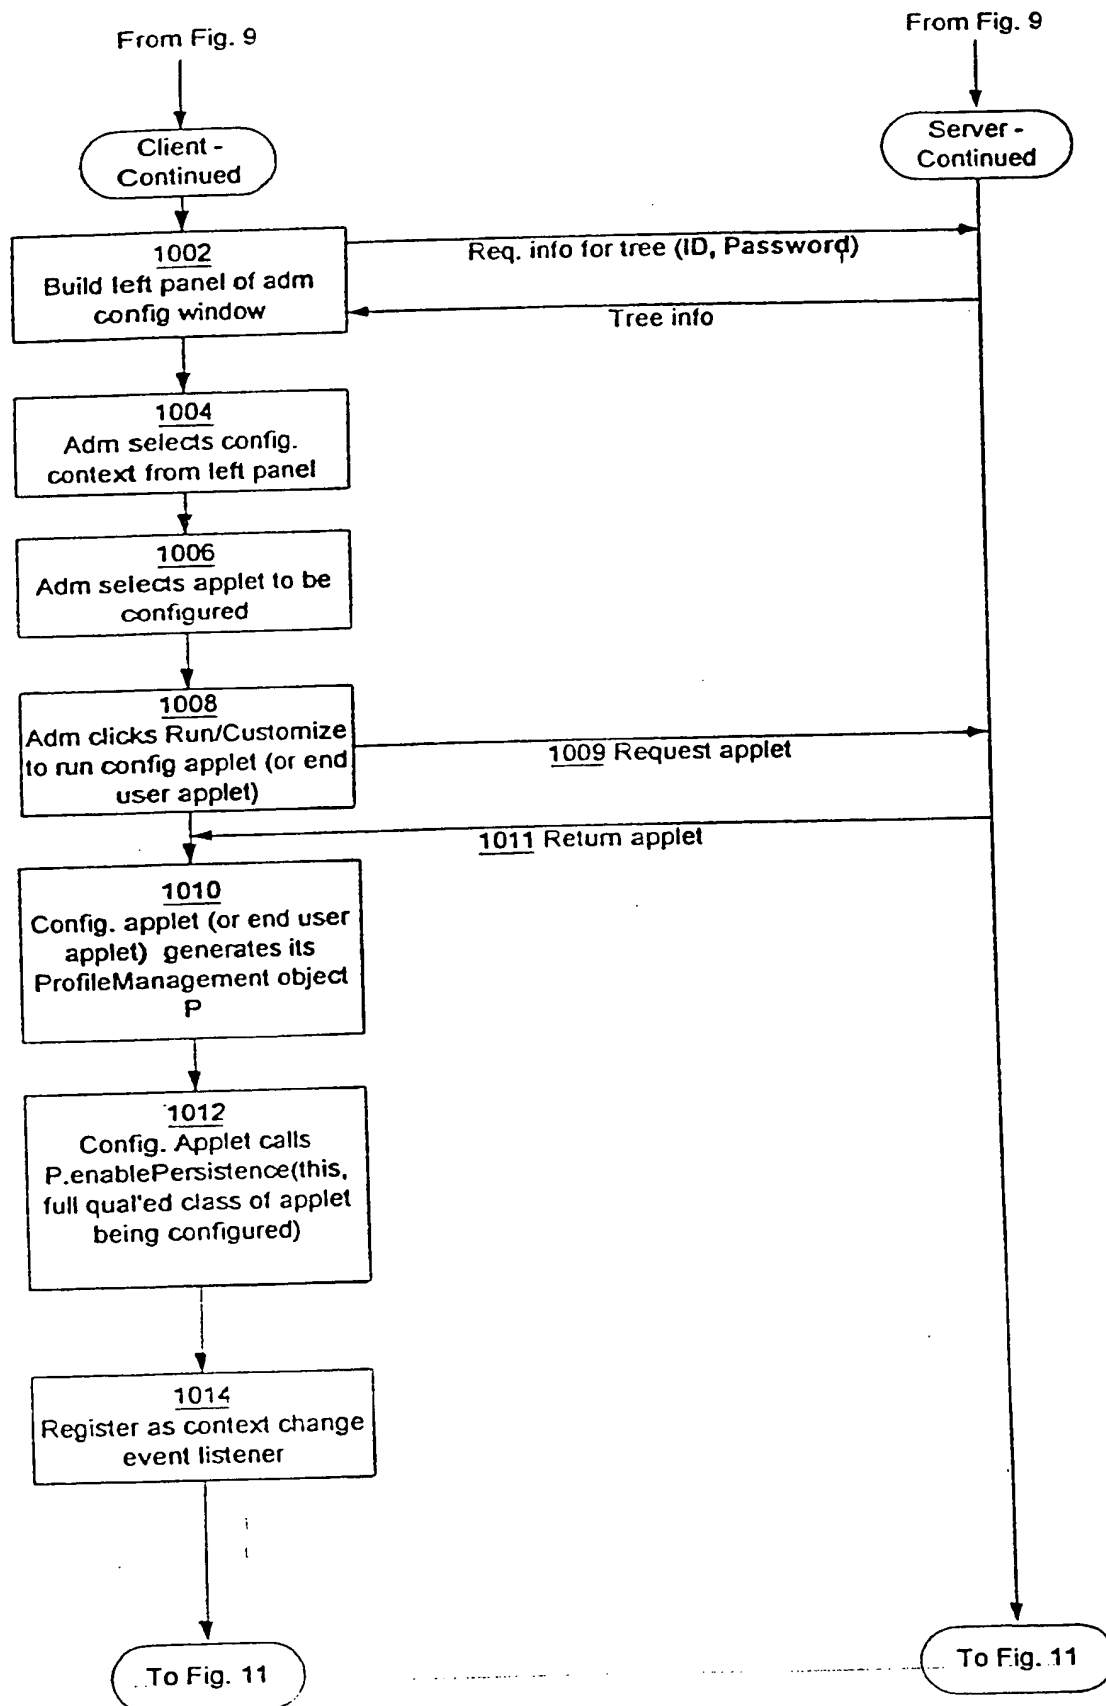 From Fig. 9
From Fig. 9
Client -
Continued
Server -
Continued
1002
Build left panel of adm
config window
Req. info for tree (ID, Password)
Tree info
1004
Adm selects config.
context from left panel
1006
Adm selects applet to be
configured
1008
Adm clicks Run/Customize
to run config applet (or end
user applet)
1009 Request applet
1011 Return applet
1010
Config. applet (or end user
applet) generates its
ProfileManagement object
P
1012
Config. Applet calls
P.enablePersistence(this,
full qual'ed class of applet
being configured)
1014
Register as context change
event listener
To Fig. 11
To Fig. 11